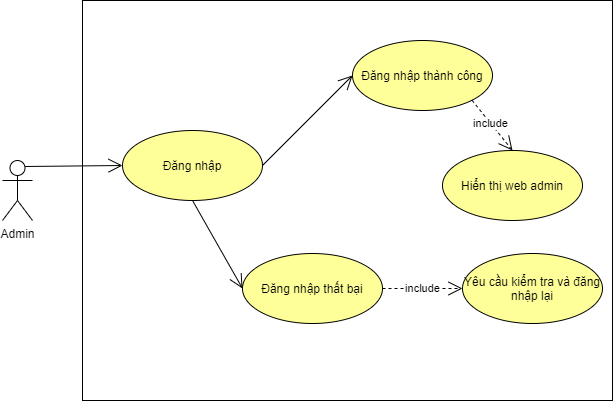 Đăng nhập thành công
include
Đăng nhập
Hiển thị web admin
Admin
Đăng nhập thất bại
include
Yêu cầu kiểm tra và đăng
nhập lại